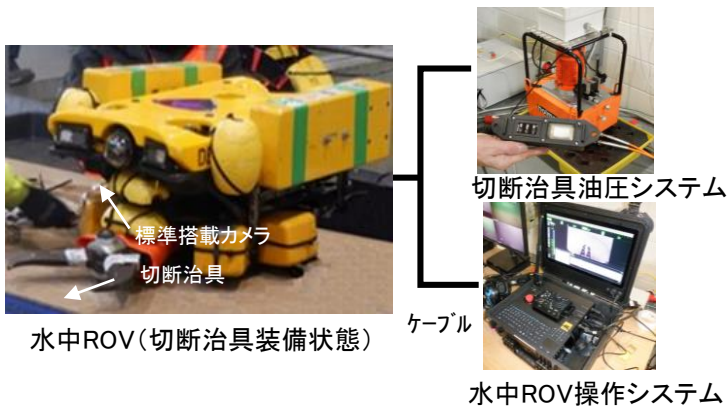 標準搭載カメラ
切断治具
水中ROV(切断治具装備状態)
ケーブル
切断治具油圧システム
水中ROV操作システム